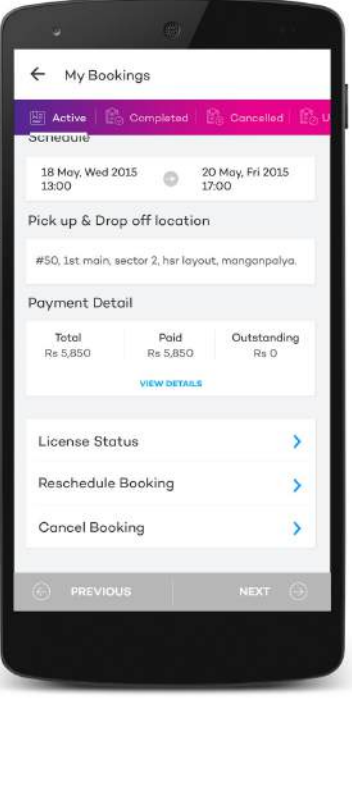 My Bookings
Active Completed Cancelled U
Schedule
18 May, Wed 2015 20 May, Fri 2015
13:00 17:00
Pick up & Drop off location
#50, 1st main, sector 2, hsr layout, manganpalya.
Payment Detail
Total Paid Outstanding
Rs 5,850 Rs 5,850 Rs 0
VIEW DETAILS
License Status
Reschedule Booking
Cancel Booking
PREVIOUS NEXT